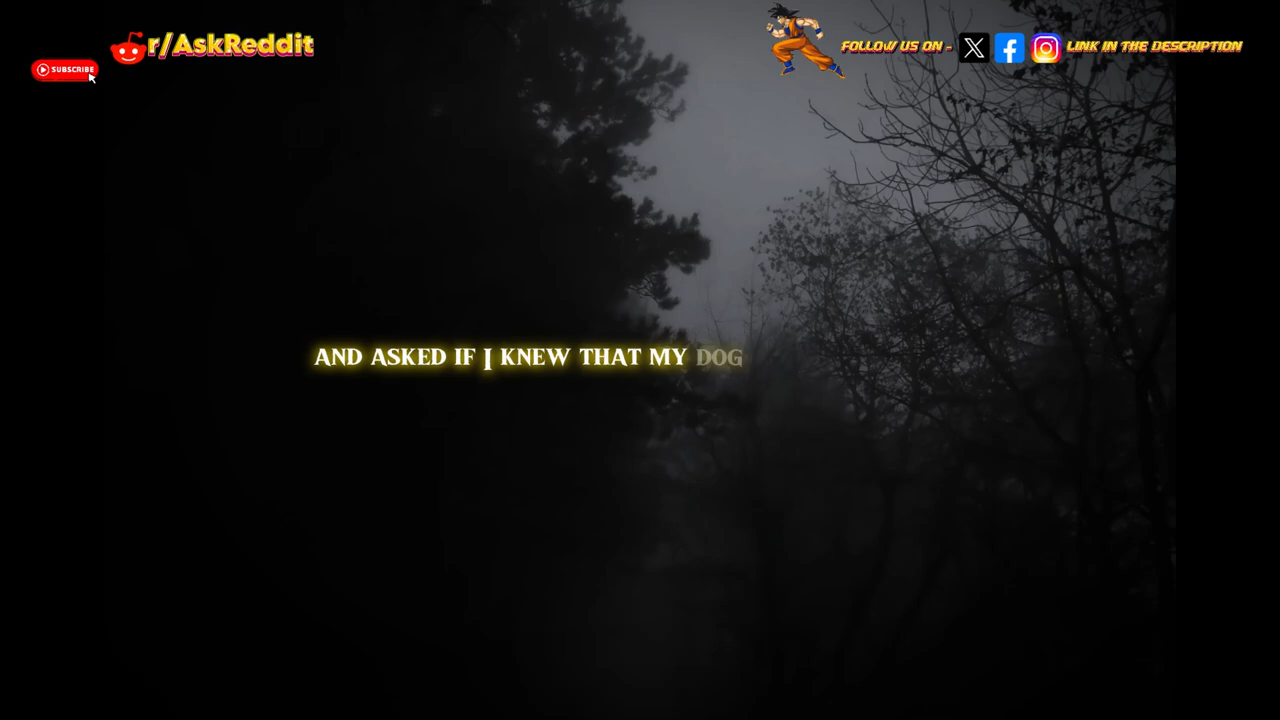 r/AskReddit
SUBSCRIBE
FOLLOW US ON - LINK IN THE DESCRIPTION
AND ASKED IF I KNEW THAT MY DOG